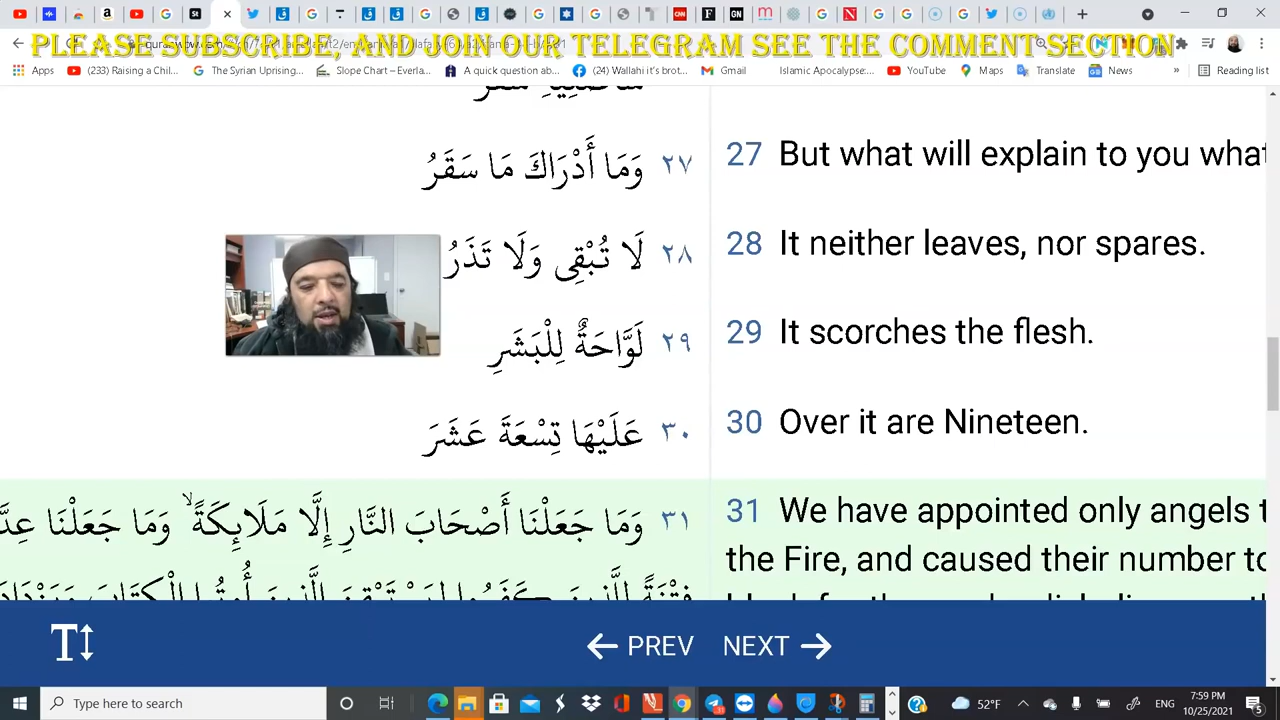 PLEASE SUBSCRIBE, AND JOIN OUR TELEGRAM SEE THE COMMENT SECTION
Apps (233) Raising a Chil... The Syrian Uprising... Slope Chart – Everla... A quick question ab... (24) Wallahi it's brot... Gmail Islamic Apocalypse:... YouTube Maps Translate News » Reading list
٢٧ وَمَا أَدْرَاكَ مَا سَقَرُ
27 But what will explain to you what
٢٨ لَا تُبْقِى وَلَا تَذَرُ
28 It neither leaves, nor spares.
٢٩ لَوَّاحَةٌ لِلْبَشَرِ
29 It scorches the flesh.
٣٠ عَلَيْهَا تِسْعَةَ عَشَرَ
30 Over it are Nineteen.
٣١ وَمَا جَعَلْنَا أَصْحَابَ النَّارِ إِلَّا مَلَائِكَةً ۙ وَمَا جَعَلْنَا
31 We have appointed only angels
the Fire, and caused their number
PREV NEXT
Type here to search
52°F
ENG
7:59 PM
10/25/2021
5